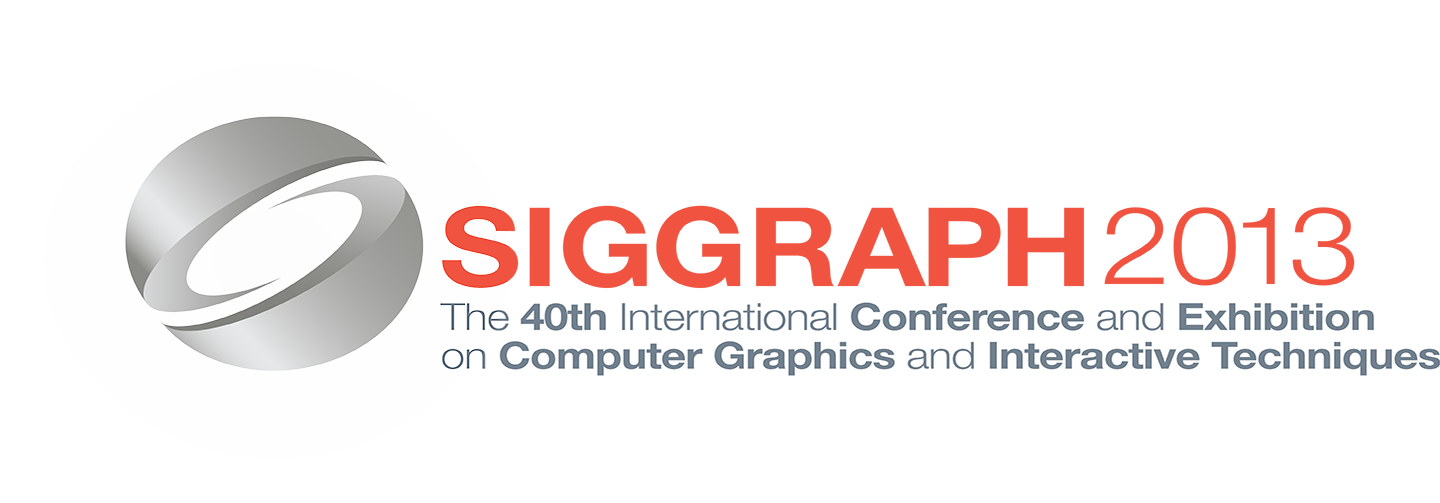 SIGGRAPH2013
The 40th International Conference and Exhibition
on Computer Graphics and Interactive Techniques